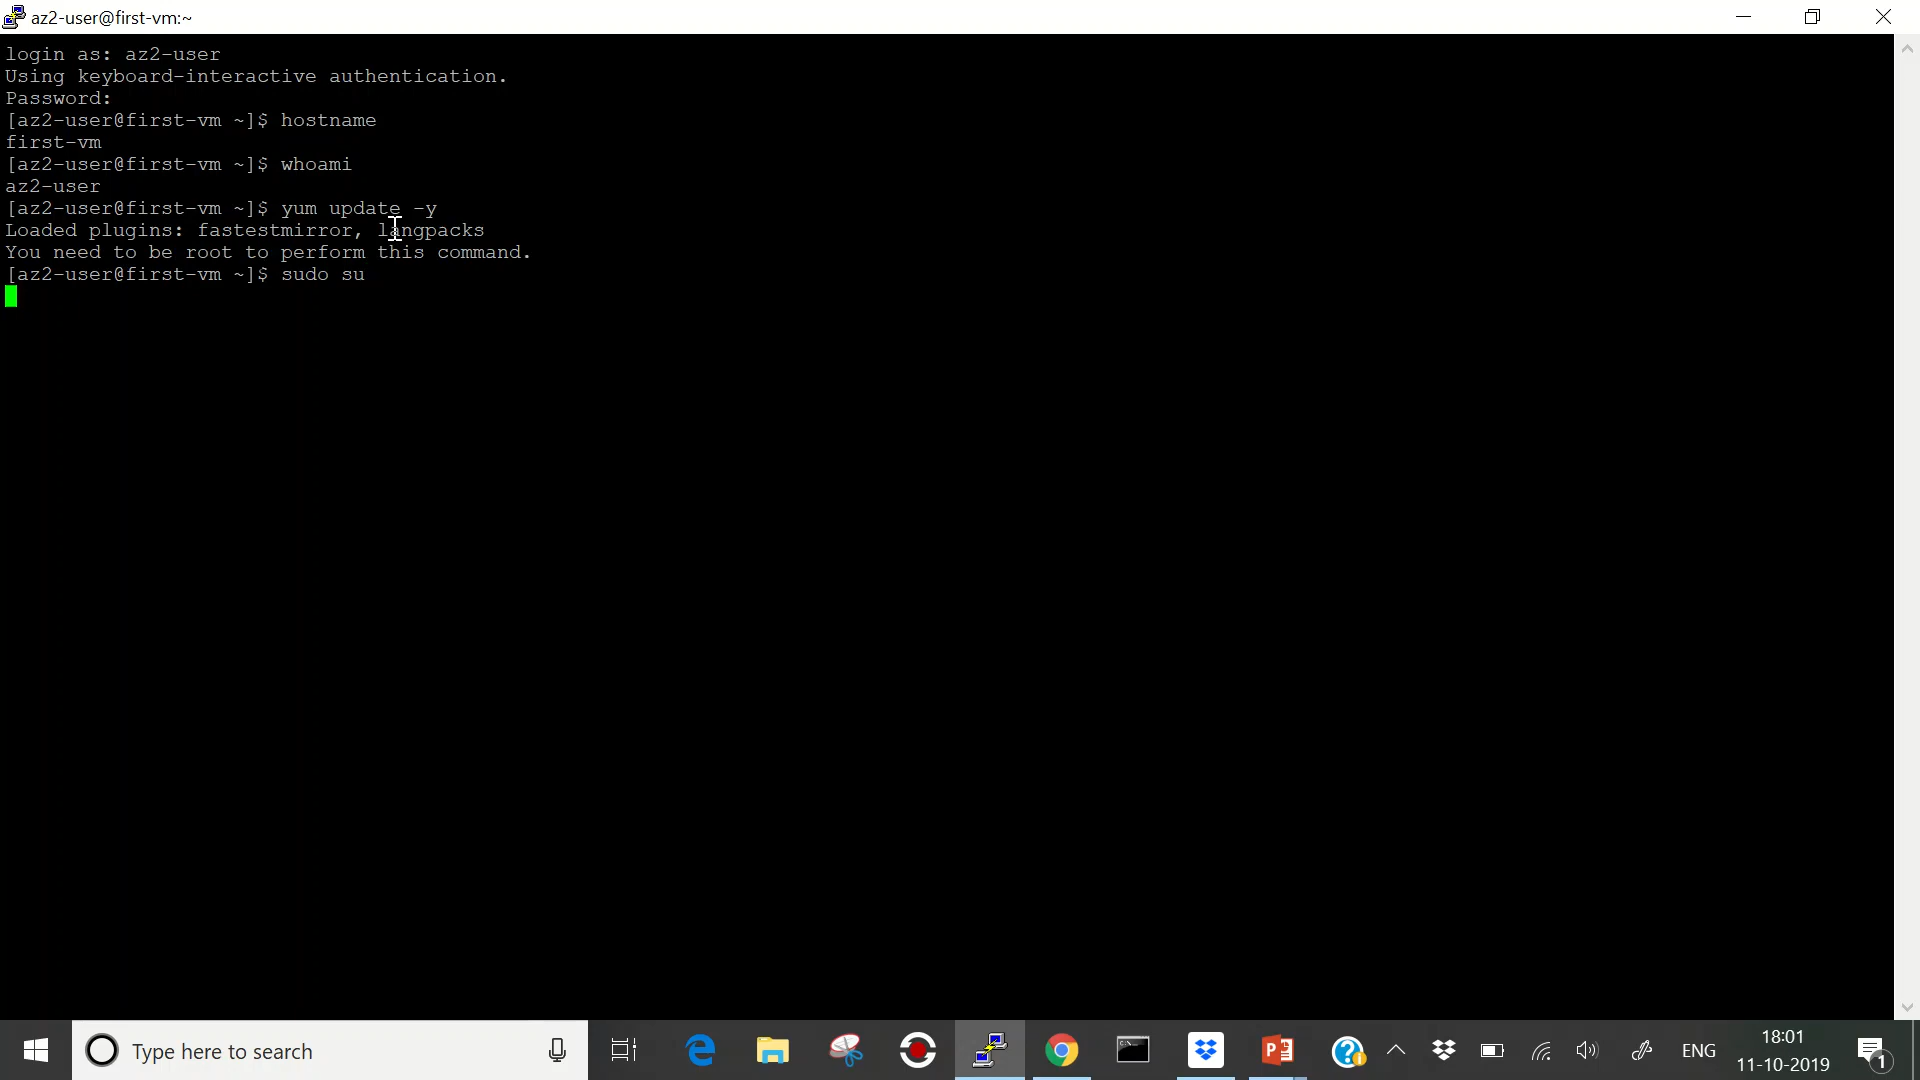 az2-user@first-vm:~
login as: az2-user
Using keyboard-interactive authentication.
Password:
[az2-user@first-vm ~]$ hostname
first-vm
[az2-user@first-vm ~]$ whoami
az2-user
[az2-user@first-vm ~]$ yum update -y
Loaded plugins: fastestmirror, langpacks
You need to be root to perform this command.
[az2-user@first-vm ~]$ sudo su
Type here to search
ENG
18:01
11-10-2019
1